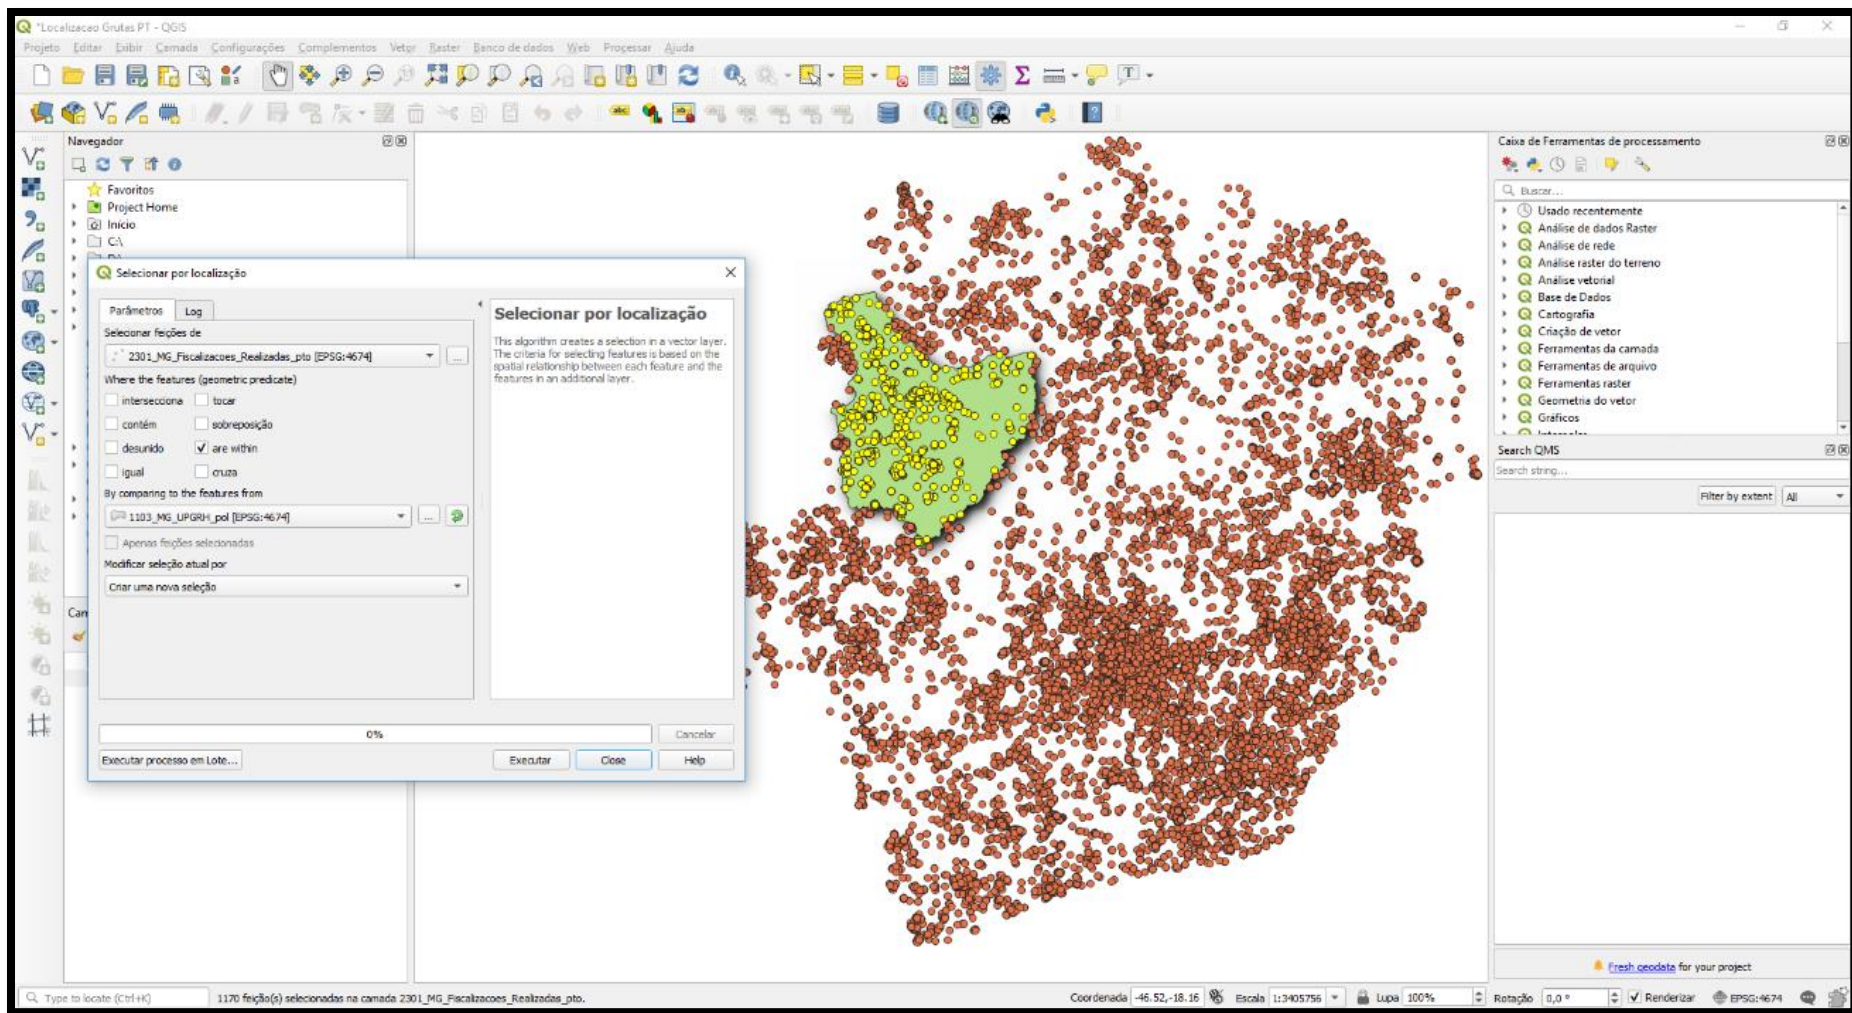 *Localizacao Grutas PT - QGIS
Projeto Editar Exibir Camada Configurações Complementos Vetor Raster Banco de dados Web Processar Ajuda
Navegador
Favoritos
Project Home
Início
C:\
Selecionar por localização
Parâmetros Log
Selecionar feições de
2301_MG_Fiscalizacoes_Realizadas_pto [EPSG:4674]
Where the features (geometric predicate)
intersecciona tocar
contém sobreposição
desunido are within
igual cruza
By comparing to the features from
1103_MG_UPGRH_pol [EPSG:4674]
Apenas feições selecionadas
Modificar seleção atual por
Criar uma nova seleção
Selecionar por localização
This algorithm creates a selection in a vector layer.
The criteria for selecting features is based on the
spatial relationship between each feature and the
features in an additional layer.
0%
Cancelar
Executar processo em Lote...
Executar Close Help
Caixa de Ferramentas de processamento
Buscar...
Usado recentemente
Análise de dados Raster
Análise de rede
Análise raster do terreno
Análise vetorial
Base de Dados
Cartografia
Criação de vetor
Ferramentas da camada
Ferramentas de arquivo
Ferramentas raster
Geometria do vetor
Gráficos
Search QMS
Search string...
Filter by extent All
Fresh geodata for your project
Type to locate (Ctrl+K) 1170 feição(s) selecionadas na camada 2301_MG_Fiscalizacoes_Realizadas_pto. Coordenada -46.52,-18.16 Escala 1:3405756 Lupa 100% Rotação 0,0 ° Renderizar EPSG:4674